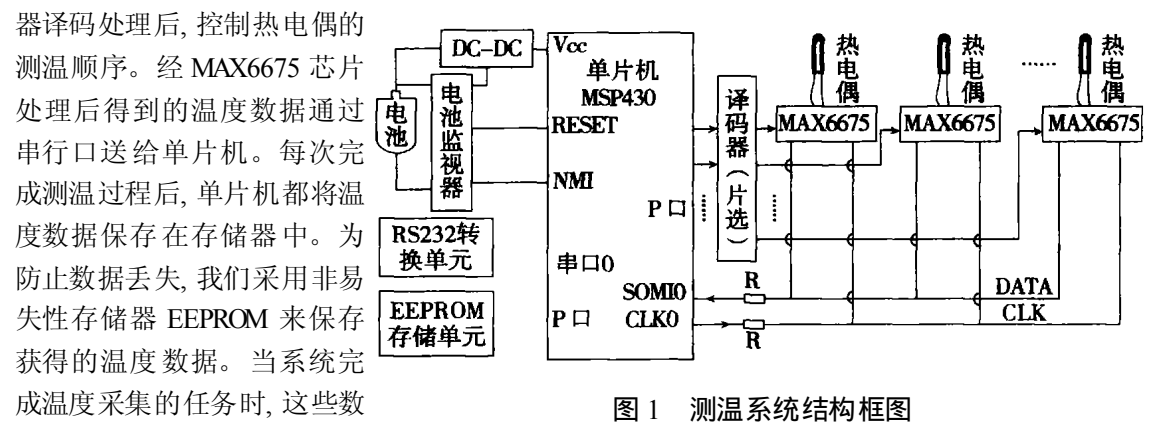 器译码处理后, 控制热电偶的
测温顺序。经 MAX6675 芯片
处理后得到的温度数据通过
串行口送给单片机。每次完
成测温过程后, 单片机都将温
度数据保存在存储器中。为
防止数据丢失, 我们采用非易
失性存储器 EEPROM 来保存
获得的温度数据。当系统完
成温度采集的任务时, 这些数
DC-DC
电池
电池监视器
RS232转
换单元
EEPROM
存储单元
Vcc
单片机
MSP430
RESET
NMI
P 口
串口0
SOMI0
P 口
CLK0
译码器(片选)
热电偶
热电偶
……
热电偶
MAX6675
MAX6675
MAX6675
R
DATA
CLK
R
图 1 测温系统结构框图